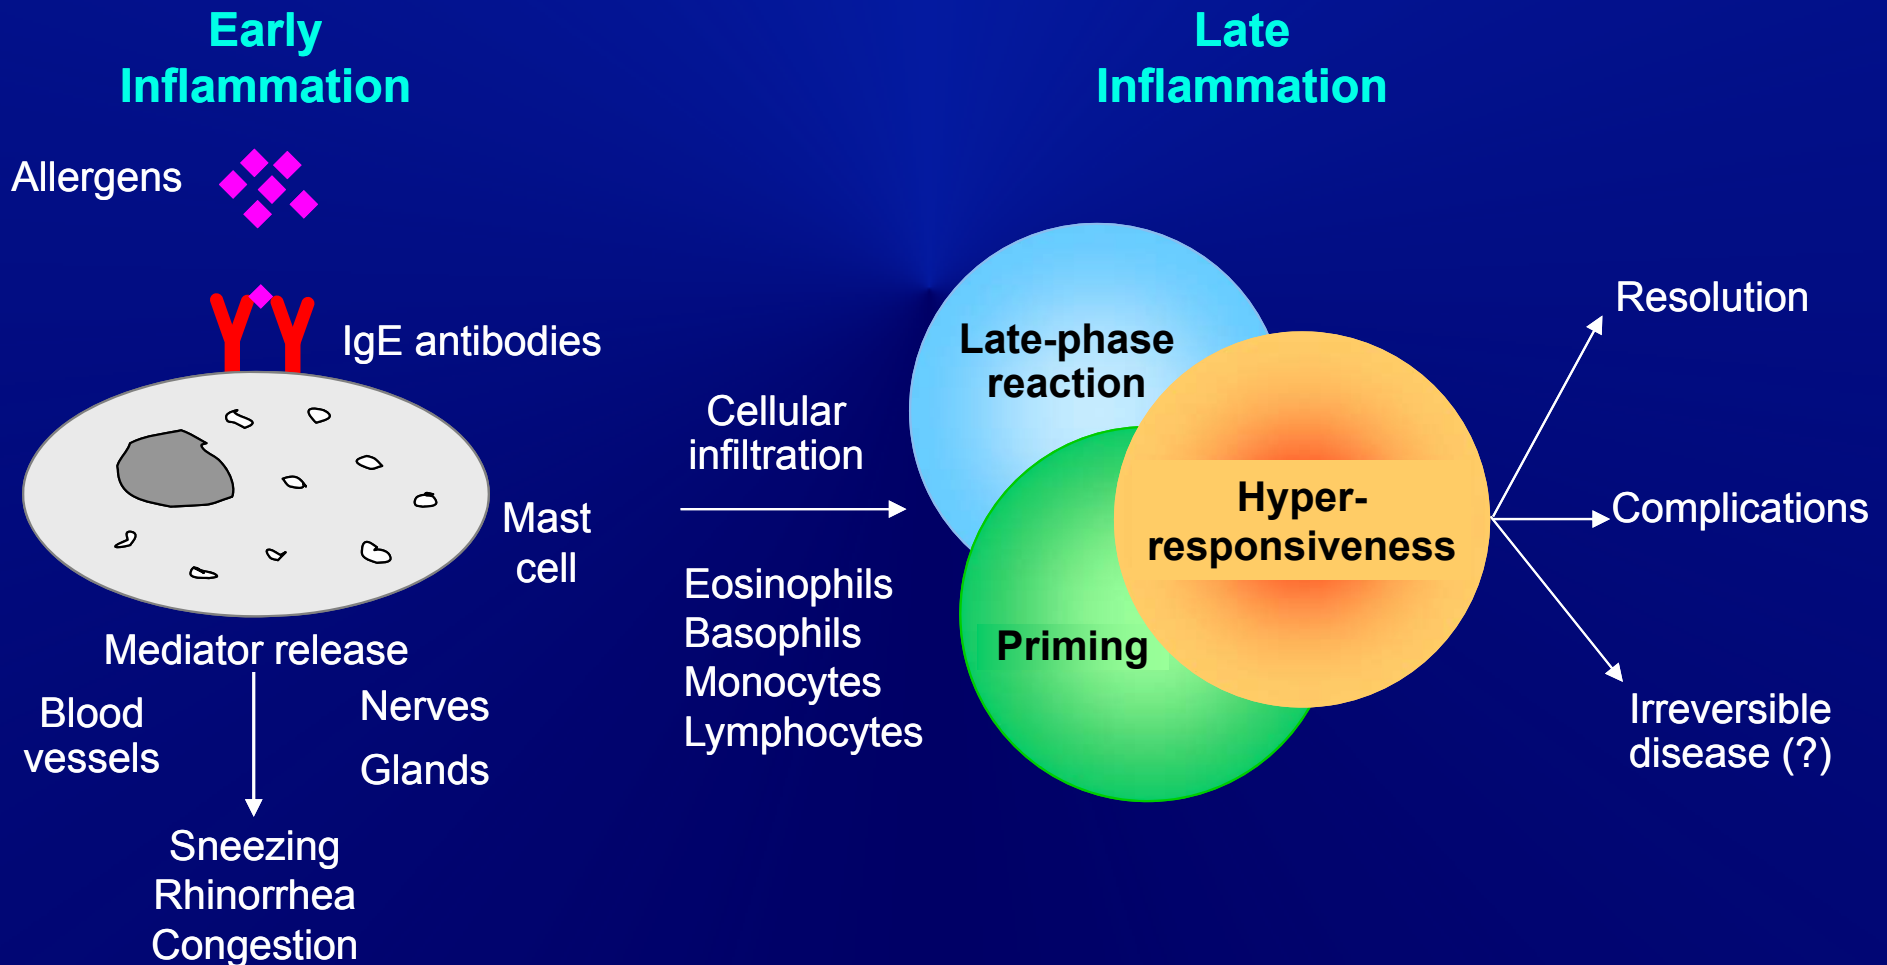 Early
Inflammation
Late
Inflammation
Allergens
IgE antibodies
Mast
cell
Mediator release
Blood
vessels
Nerves
Glands
Sneezing
Rhinorrhea
Congestion
Cellular
infiltration
Eosinophils
Basophils
Monocytes
Lymphocytes
Late-phase
reaction
Hyper-
responsiveness
Priming
Resolution
Complications
Irreversible
disease (?)